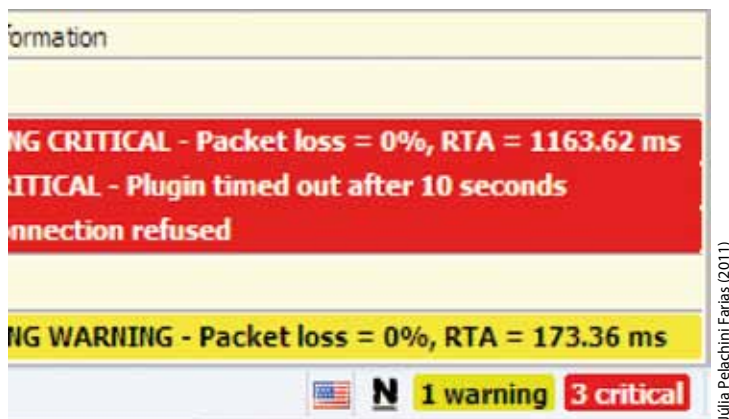 formation
NG CRITICAL - Packet loss = 0%, RTA = 1163.62 ms
RITICAL - Plugin timed out after 10 seconds
nnection refused
NG WARNING - Packet loss = 0%, RTA = 173.36 ms
N 1 warning 3 critical
Júlia Pelachini Farias (2011)